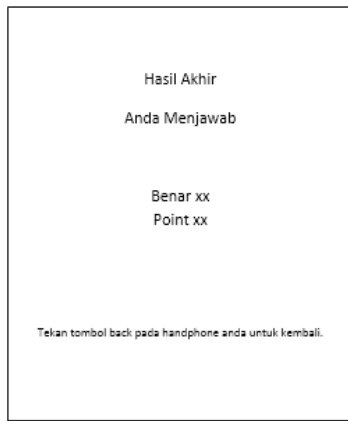 Hasil Akhir
Anda Menjawab
Benar xx
Point xx
Tekan tombol back pada handphone anda untuk kembali.